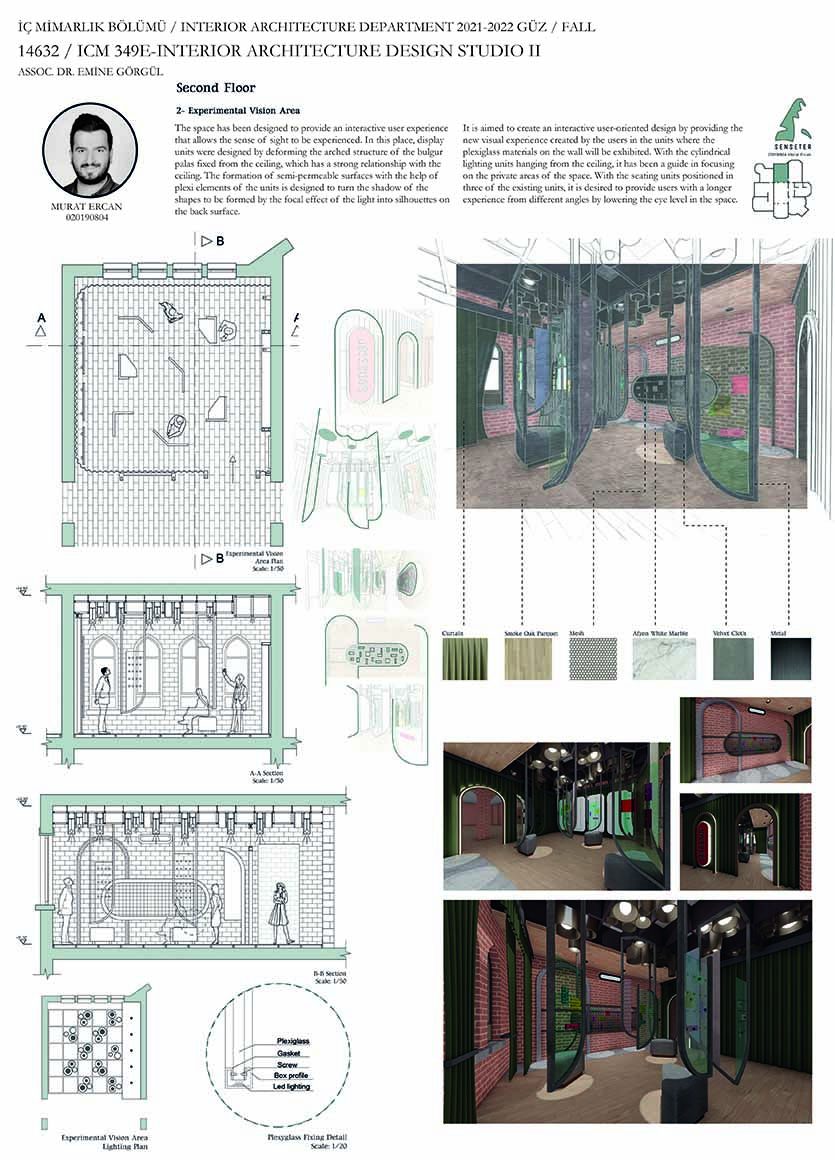 İÇ MİMARLIK BÖLÜMÜ / INTERIOR ARCHITECTURE DEPARTMENT 2021-2022 GÜZ / FALL
14632 / ICM 349E-INTERIOR ARCHITECTURE DESIGN STUDIO II
ASSOC. DR. EMİNE GÖRGÜL
Second Floor
2- Experimental Vision Area
The space has been designed to provide an interactive user experience
that allows the sense of sight to be experienced. In this place, display
units were designed by deforming the arched structure of the bulgur
palas fixed from the ceiling, which has a strong relationship with the
ceiling. The formation of semi-permeable surfaces with the help of
plexi elements of the units is designed to turn the shadow of the
shapes to be formed by the focal effect of the light into silhouettes on
the back surface.
It is aimed to create an interactive user-oriented design by providing the
new visual experience created by the users in the units where the
plexiglass materials on the wall will be exhibited. With the cylindrical
lighting units hanging from the ceiling, it has been a guide in focusing
on the private areas of the space. With the seating units positioned in
three of the existing units, it is desired to provide users with a longer
experience from different angles by lowering the eye level in the space.
SENSETER
MURAT ERCAN
020190804
B
A
A
B
Experimental Vision
Area Plan
Scale: 1/50
Curtain
Smoke Oak Parquet
Mesh
Afyon White Marble
Velvet Cloth
Metal
A-A Section
Scale: 1/50
B-B Section
Scale: 1/50
Plexiglass
Gasket
Screw
Box profile
Led lighting
Experimental Vision Area
Lighting Plan
Plexyglass Fixing Detail
Scale: 1/20